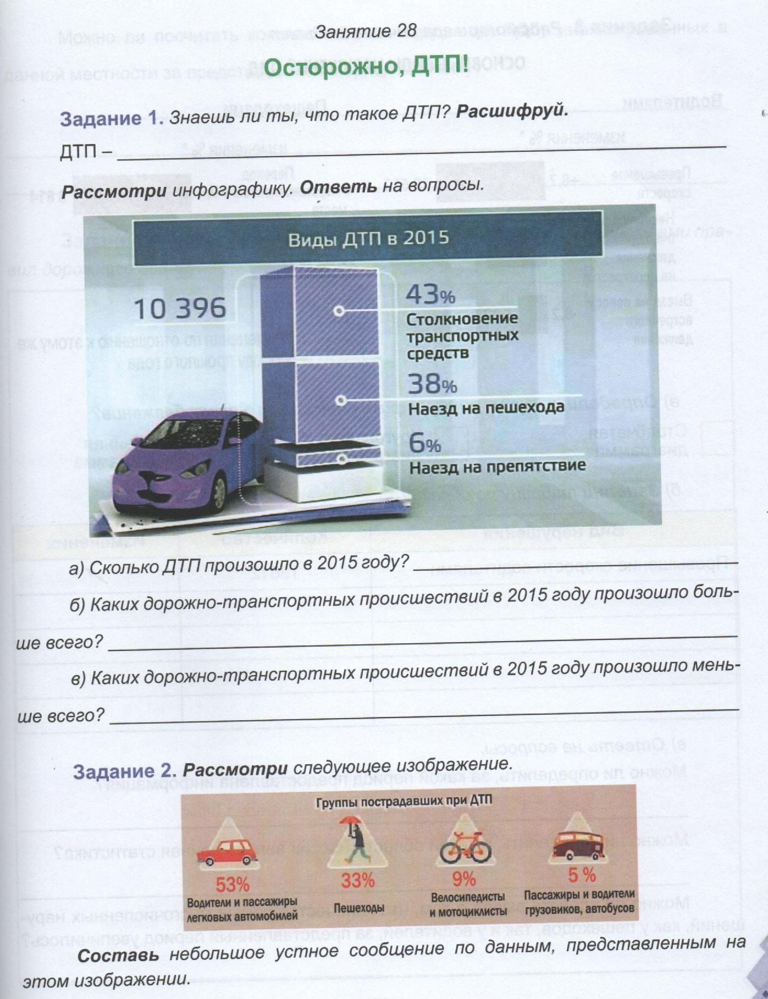 Занятие 28
Осторожно, ДТП!
Задание 1. Знаешь ли ты, что такое ДТП? Расшифруй.
ДТП –
Рассмотри инфографику. Ответь на вопросы.
Виды ДТП в 2015
10 396
43%
Столкновение
транспортных
средств
38%
Наезд на пешехода
6%
Наезд на препятствие
а) Сколько ДТП произошло в 2015 году?
б) Каких дорожно-транспортных происшествий в 2015 году произошло боль-
ше всего?
в) Каких дорожно-транспортных происшествий в 2015 году произошло мень-
ше всего?
Задание 2. Рассмотри следующее изображение.
Группы пострадавших при ДТП
53%
Водители и пассажиры
легковых автомобилей
33%
Пешеходы
9%
Велосипедисты
и мотоциклисты
5 %
Пассажиры и водители
грузовиков, автобусов
Составь небольшое устное сообщение по данным, представленным на
этом изображении.